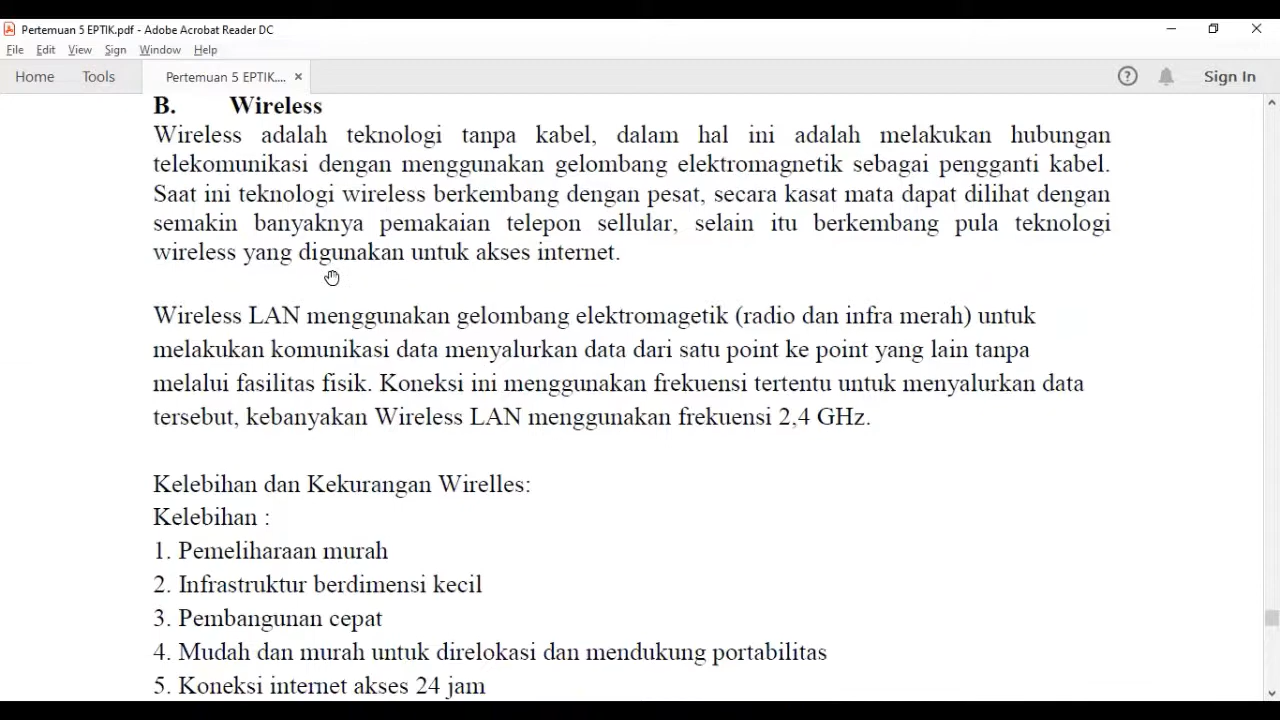 Pertemuan 5 EPTIK.pdf - Adobe Acrobat Reader DC
File Edit View Sign Window Help
Home Tools Pertemuan 5 EPTIK.... × Sign In
B. Wireless
Wireless adalah teknologi tanpa kabel, dalam hal ini adalah melakukan hubungan
telekomunikasi dengan menggunakan gelombang elektromagnetik sebagai pengganti kabel.
Saat ini teknologi wireless berkembang dengan pesat, secara kasat mata dapat dilihat dengan
semakin banyaknya pemakaian telepon sellular, selain itu berkembang pula teknologi
wireless yang digunakan untuk akses internet.
Wireless LAN menggunakan gelombang elektromagetik (radio dan infra merah) untuk
melakukan komunikasi data menyalurkan data dari satu point ke point yang lain tanpa
melalui fasilitas fisik. Koneksi ini menggunakan frekuensi tertentu untuk menyalurkan data
tersebut, kebanyakan Wireless LAN menggunakan frekuensi 2,4 GHz.
Kelebihan dan Kekurangan Wirelles:
Kelebihan :
1. Pemeliharaan murah
2. Infrastruktur berdimensi kecil
3. Pembangunan cepat
4. Mudah dan murah untuk direlokasi dan mendukung portabilitas
5. Koneksi internet akses 24 jam